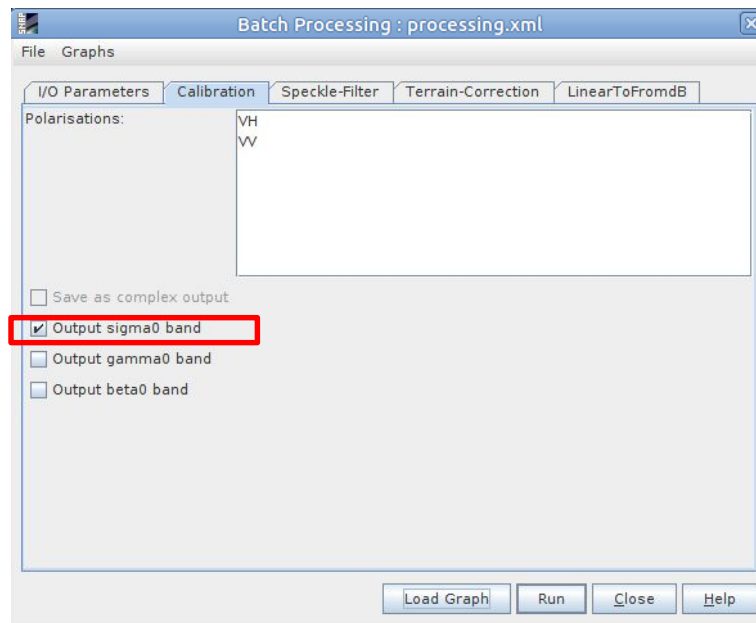 SNAP
Batch Processing : processing.xml
File Graphs
I/O Parameters Calibration Speckle-Filter Terrain-Correction LinearToFromdB
Polarisations:
VH
VV
Save as complex output
Output sigma0 band
Output gamma0 band
Output beta0 band
Load Graph Run Close Help